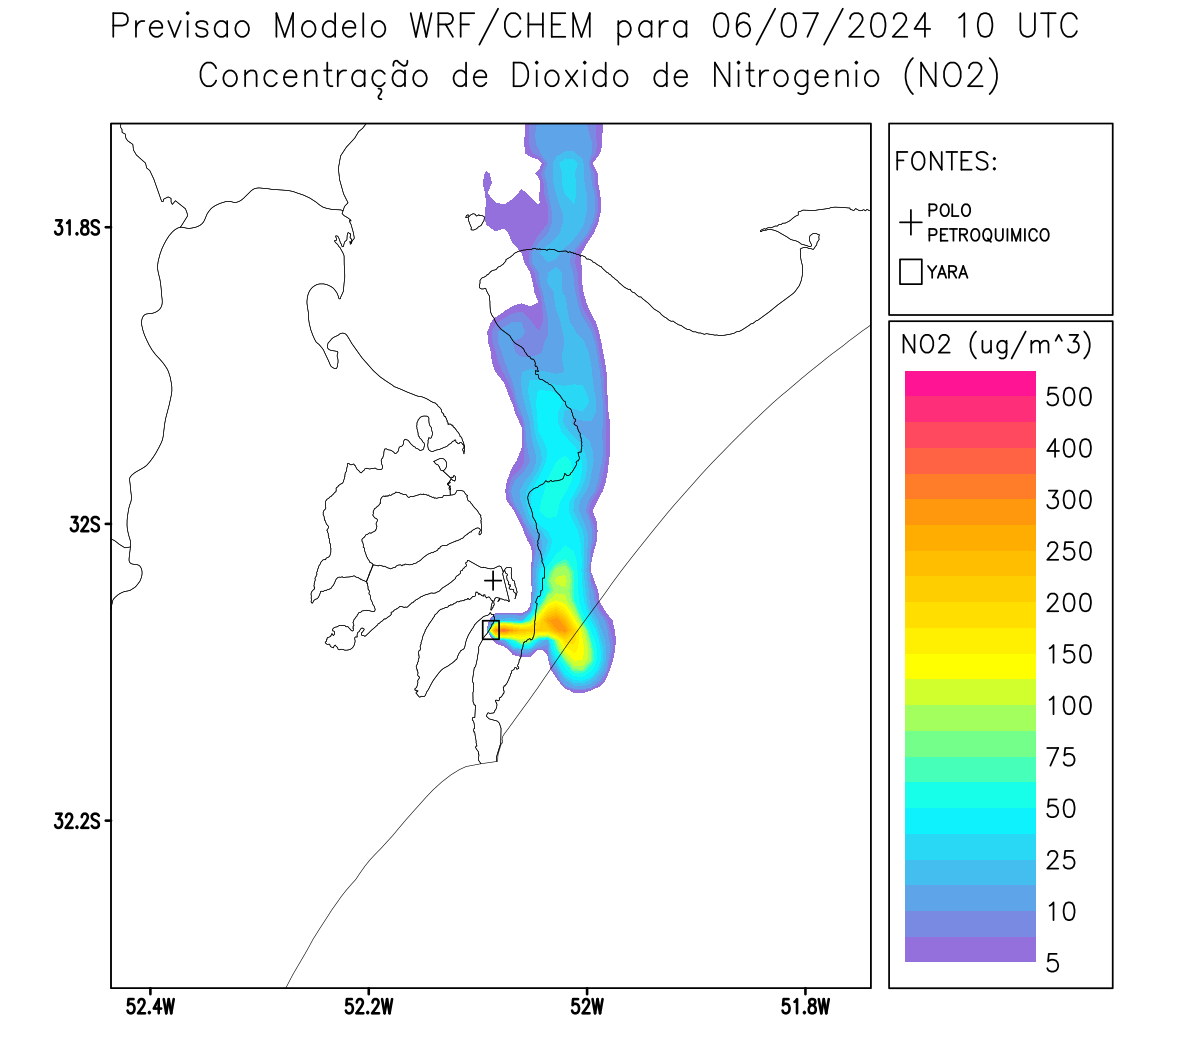 Previsao Modelo WRF/CHEM para 06/07/2024 10 UTC
Concentração de Dioxido de Nitrogenio (NO2)
FONTES:
POLO
PETROQUIMICO
YARA
NO2 (ug/m^3)
500
400
300
250
200
150
100
75
50
25
10
5
31.8S
32S
32.2S
52.4W
52.2W
52W
51.8W